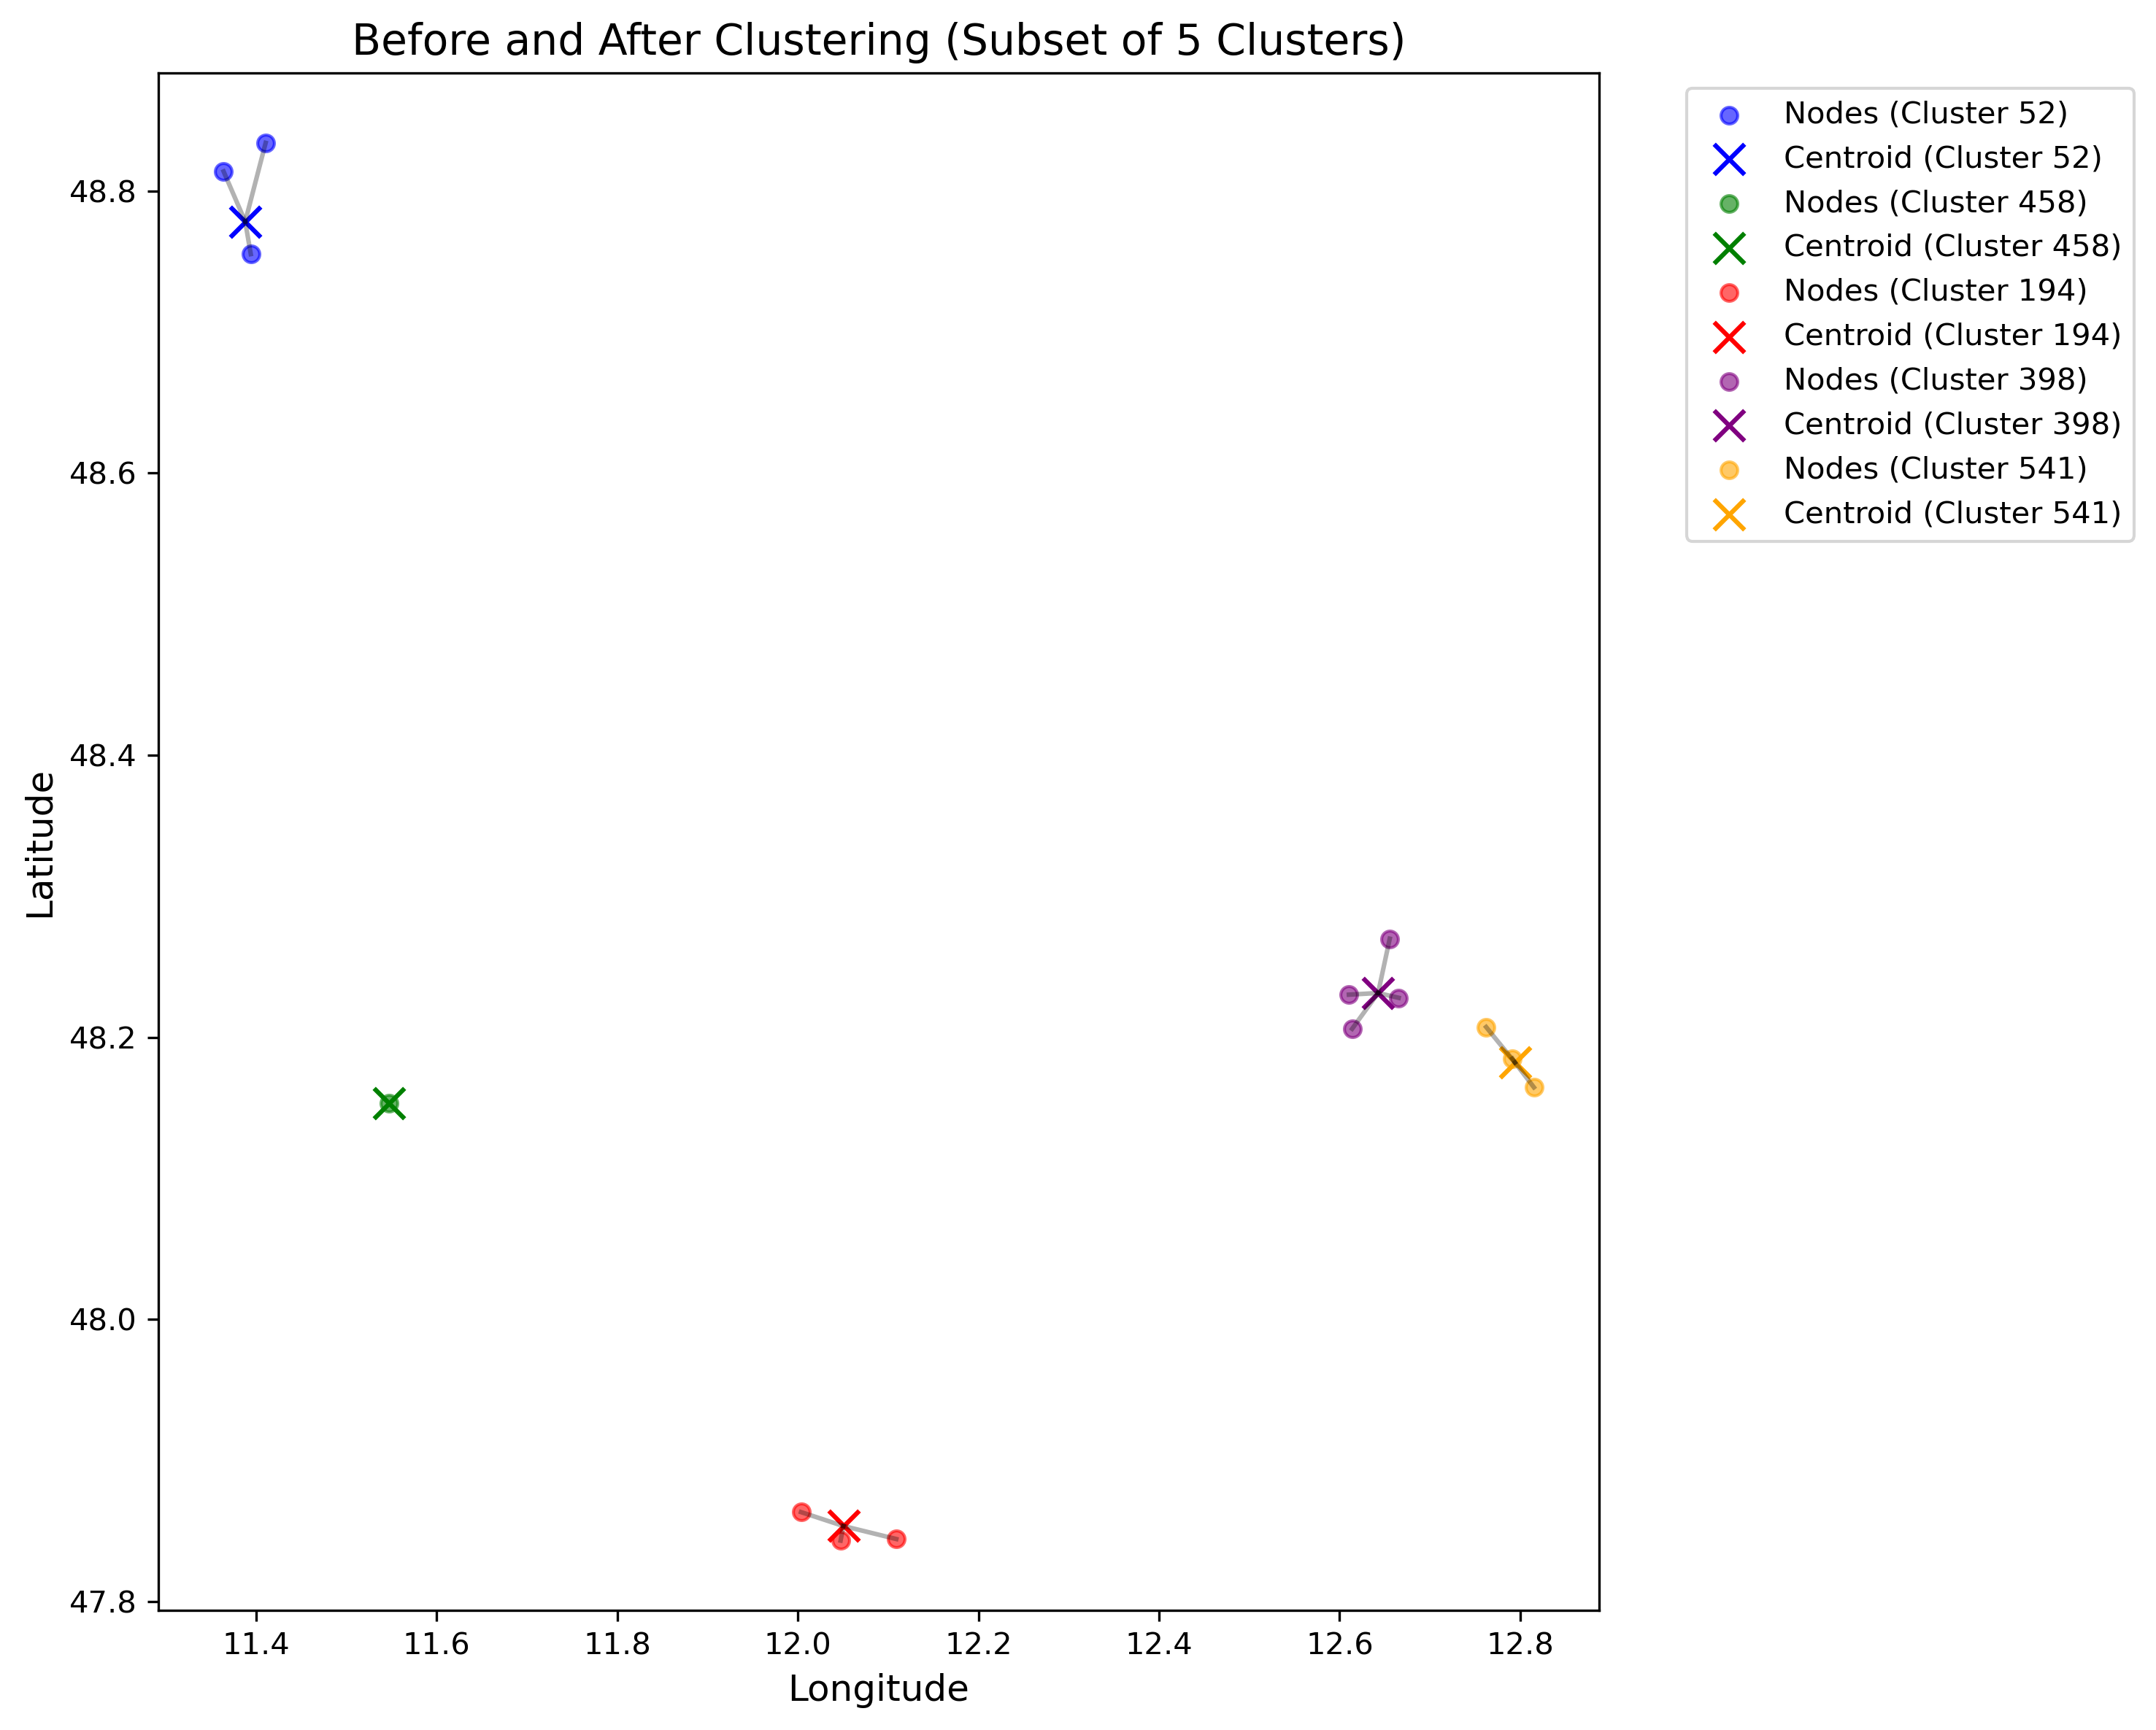 Before and After Clustering (Subset of 5 Clusters)
Nodes (Cluster 52)
Centroid (Cluster 52)
Nodes (Cluster 458)
Centroid (Cluster 458)
Nodes (Cluster 194)
Centroid (Cluster 194)
Nodes (Cluster 398)
Centroid (Cluster 398)
Nodes (Cluster 541)
Centroid (Cluster 541)
Latitude
48.8
48.6
48.4
48.2
48.0
47.8
11.4 11.6 11.8 12.0 12.2 12.4 12.6 12.8
Longitude